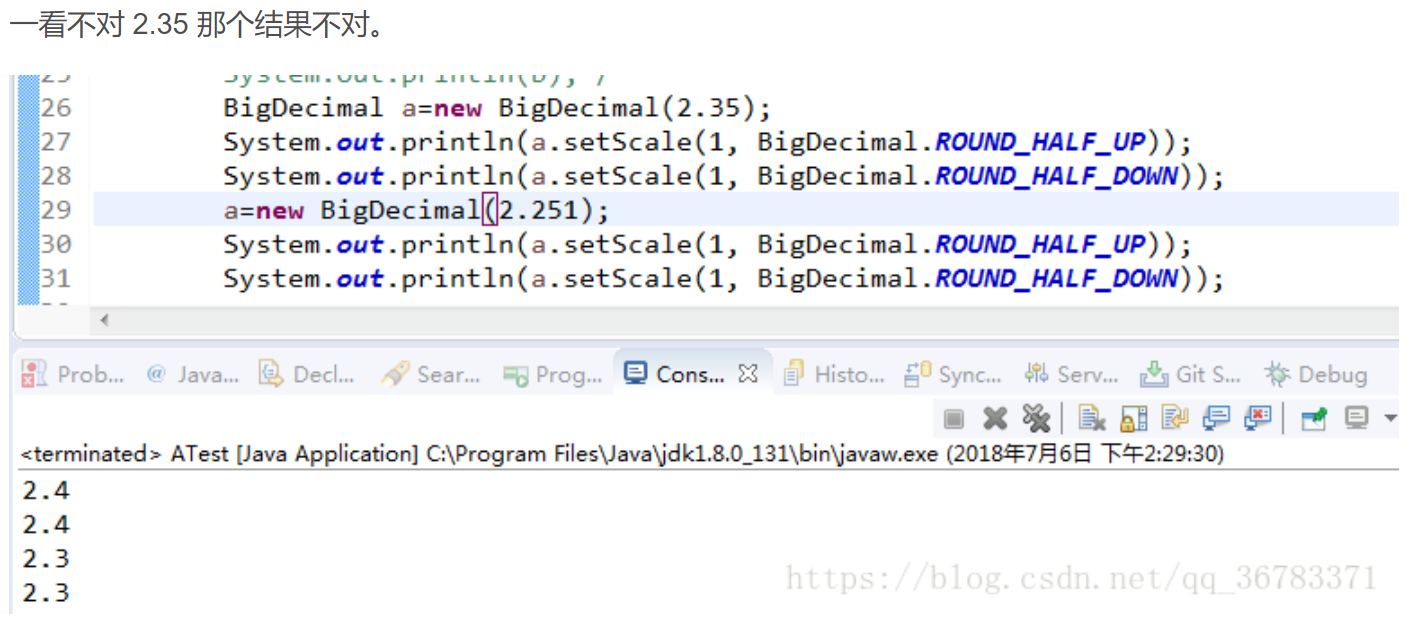 一看不对 2.35 那个结果不对。
26 BigDecimal a=new BigDecimal(2.35);
27 System.out.println(a.setScale(1, BigDecimal.ROUND_HALF_UP));
28 System.out.println(a.setScale(1, BigDecimal.ROUND_HALF_DOWN));
29 a=new BigDecimal(2.251);
30 System.out.println(a.setScale(1, BigDecimal.ROUND_HALF_UP));
31 System.out.println(a.setScale(1, BigDecimal.ROUND_HALF_DOWN));
Prob... @ Java... Decl... Sear... Prog... Cons... Histo... Sync... Serv... Git S... Debug
<terminated> ATest [Java Application] C:\Program Files\Java\jdk1.8.0_131\bin\javaw.exe (2018年7月6日 下午2:29:30)
2.4
2.4
2.3
2.3
https://blog.csdn.net/qq_36783371